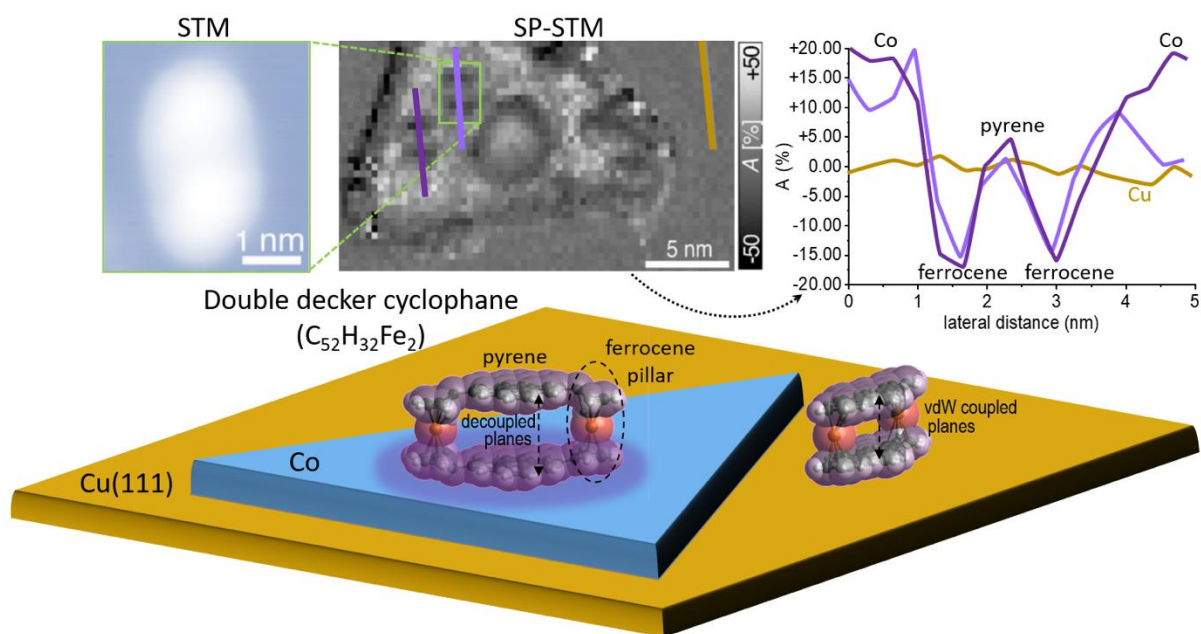 STM
SP-STM
1 nm
5 nm
+50
A [%]
-50
+20.00
+15.00
+10.00
+5.00
0.00
-5.00
-10.00
-15.00
-20.00
A (%)
Co
Co
pyrene
Cu
ferrocene
ferrocene
0
1
2
3
4
5
lateral distance (nm)
Double decker cyclophane
(C₅₂H₃₂Fe₂)
pyrene
ferrocene
pillar
decoupled
planes
vdW coupled
planes
Co
Cu(111)